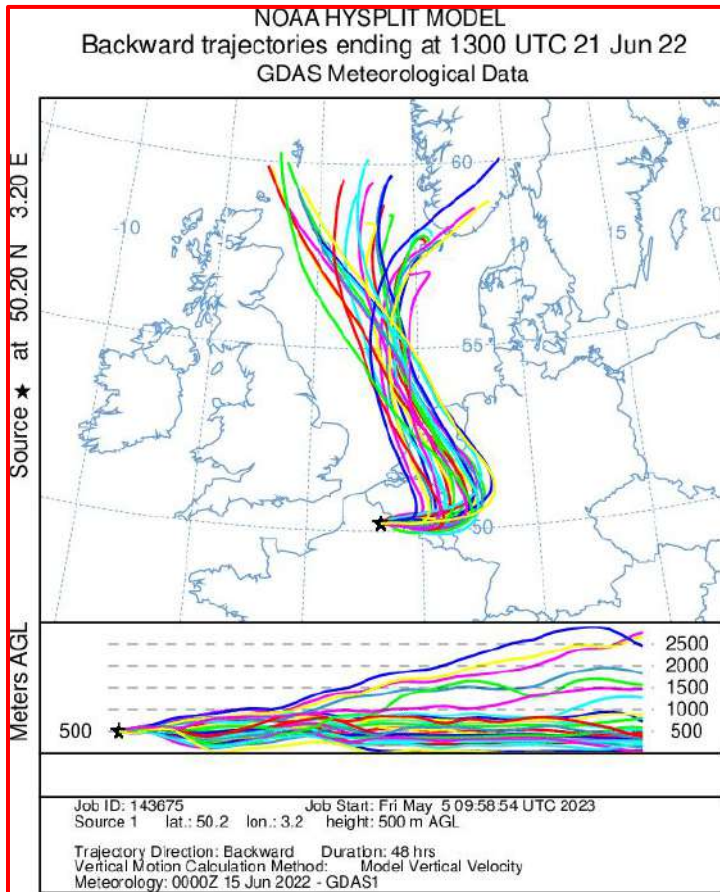 NOAA HYSPLIT MODEL
Backward trajectories ending at 1300 UTC 21 Jun 22
GDAS Meteorological Data
Source ★ at 50.20 N 3.20 E
-10
-5
60
20
15
10
55
50
Meters AGL
500
2500
2000
1500
1000
500
Job ID: 143675 Job Start: Fri May 5 09:58:54 UTC 2023
Source 1 lat.: 50.2 lon.: 3.2 height: 500 m AGL
Trajectory Direction: Backward Duration: 48 hrs
Vertical Motion Calculation Method: Model Vertical Velocity
Meteorology: 0000Z 15 Jun 2022 - GDAS1